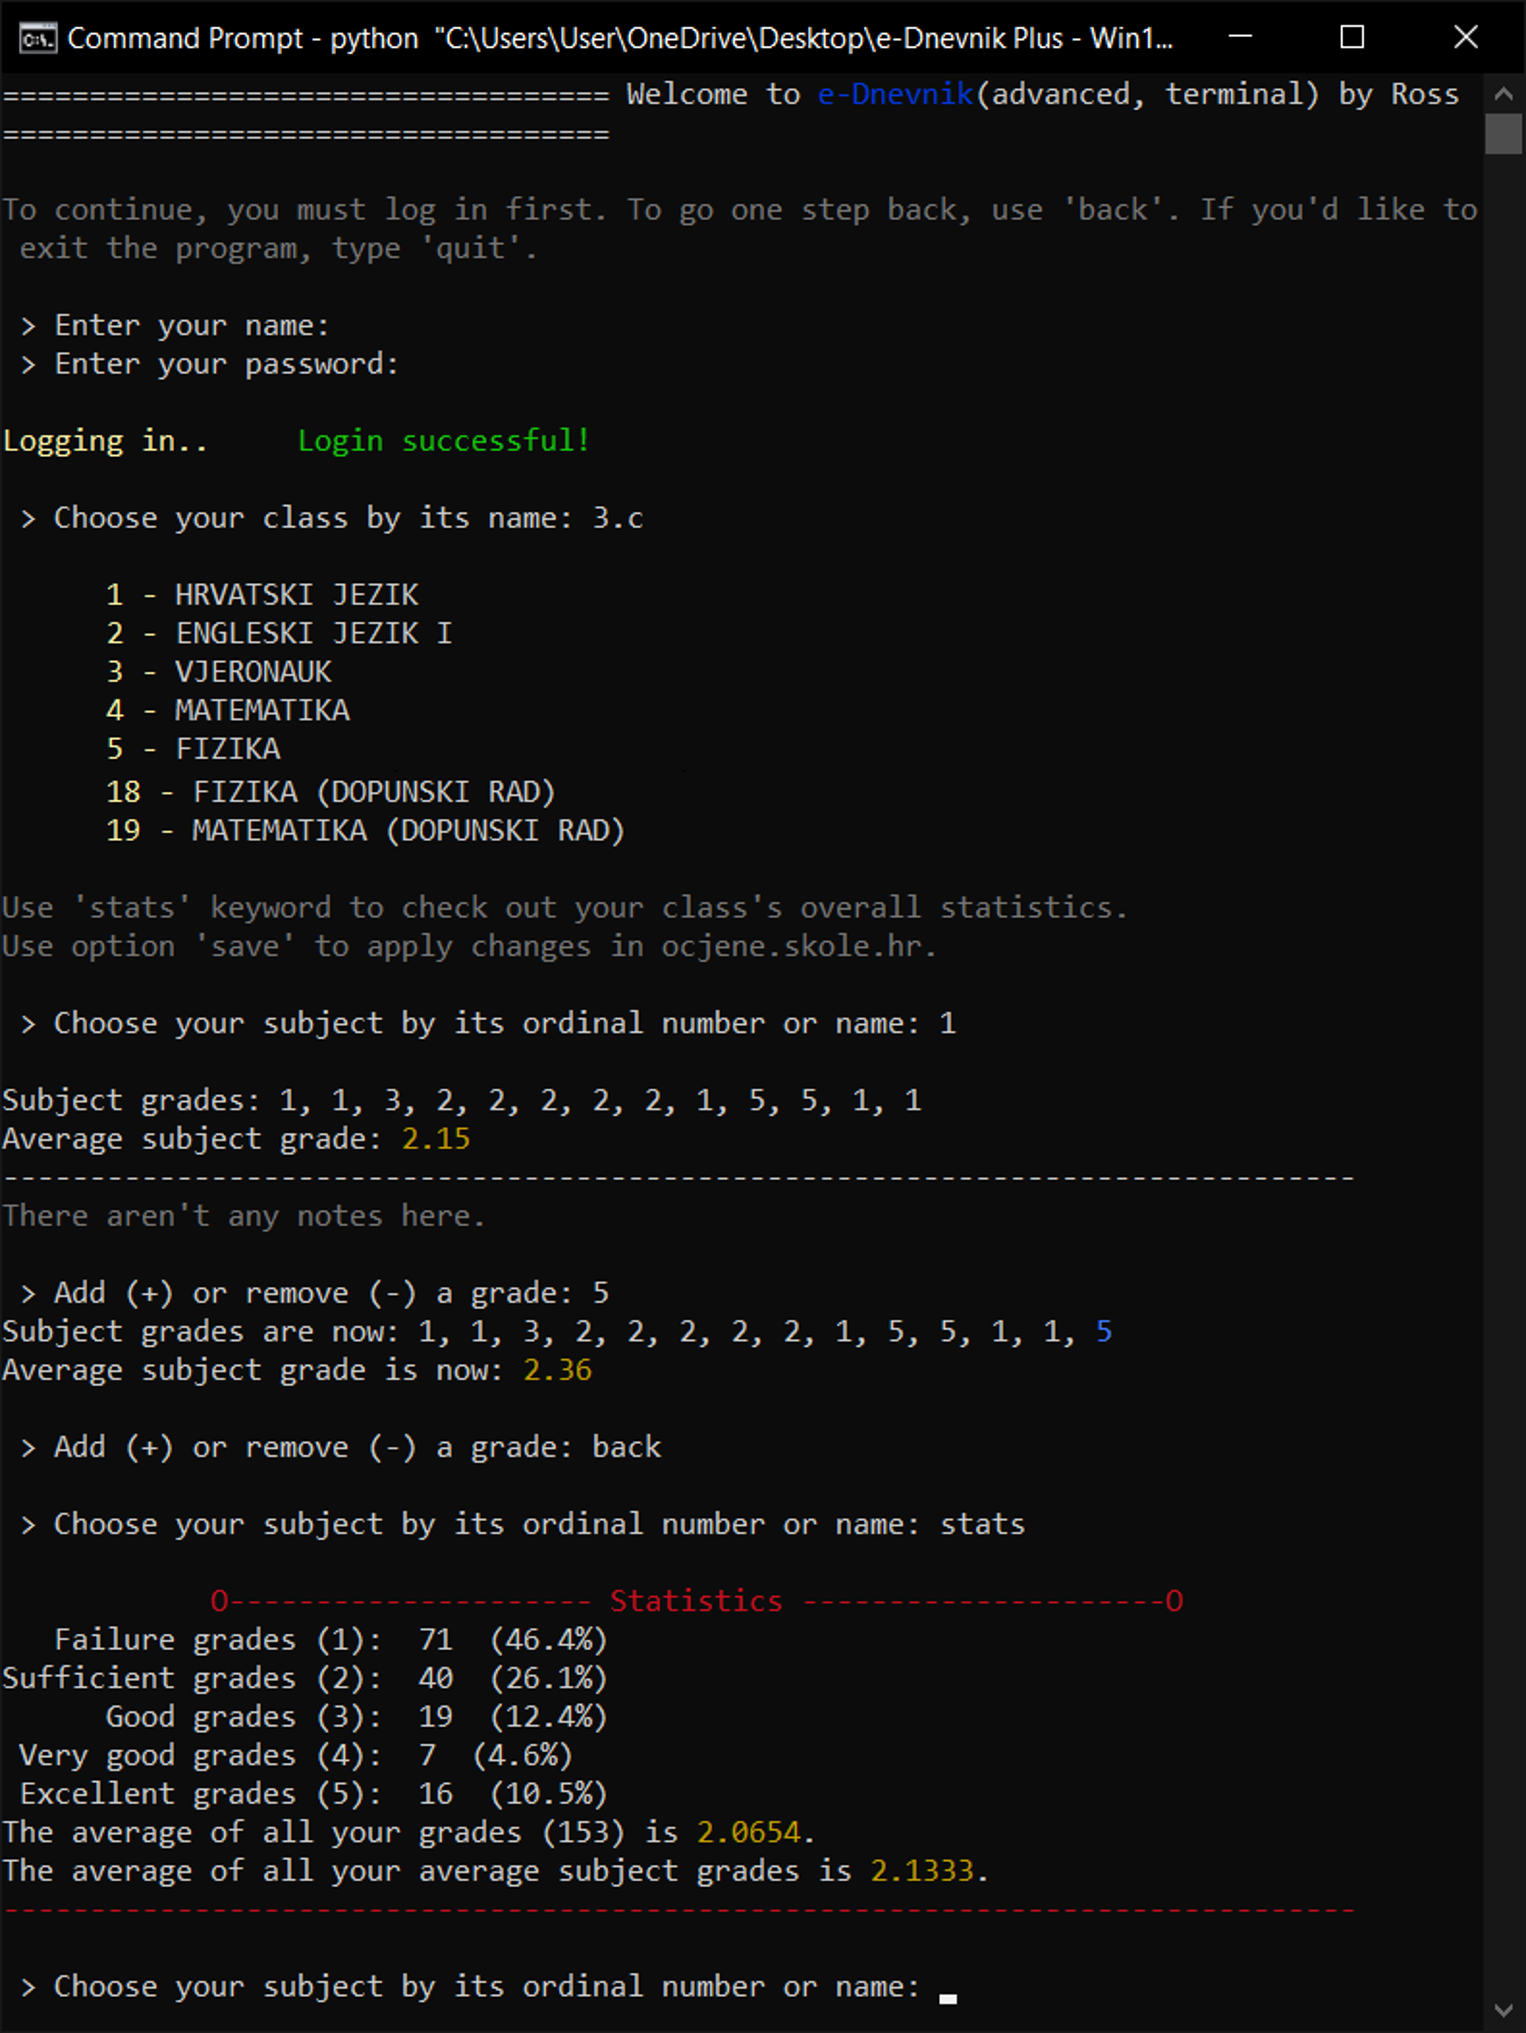 Command Prompt - python  "C:\Users\User\OneDrive\Desktop\e-Dnevnik Plus - Win1...
=================================== Welcome to e-Dnevnik(advanced, terminal) by Ross
===================================
To continue, you must log in first. To go one step back, use 'back'. If you'd like to
 exit the program, type 'quit'.
 > Enter your name:
 > Enter your password:
Logging in..     Login successful!
 > Choose your class by its name: 3.c
      1 - HRVATSKI JEZIK
      2 - ENGLESKI JEZIK I
      3 - VJERONAUK
      4 - MATEMATIKA
      5 - FIZIKA
      18 - FIZIKA (DOPUNSKI RAD)
      19 - MATEMATIKA (DOPUNSKI RAD)
Use 'stats' keyword to check out your class's overall statistics.
Use option 'save' to apply changes in ocjene.skole.hr.
 > Choose your subject by its ordinal number or name: 1
Subject grades: 1, 1, 3, 2, 2, 2, 2, 2, 1, 5, 5, 1, 1
Average subject grade: 2.15
------------------------------------------------------------------------------
There aren't any notes here.
 > Add (+) or remove (-) a grade: 5
Subject grades are now: 1, 1, 3, 2, 2, 2, 2, 2, 1, 5, 5, 1, 1, 5
Average subject grade is now: 2.36
 > Add (+) or remove (-) a grade: back
 > Choose your subject by its ordinal number or name: stats
            O--------------------- Statistics ---------------------O
   Failure grades (1):  71  (46.4%)
Sufficient grades (2):  40  (26.1%)
      Good grades (3):  19  (12.4%)
 Very good grades (4):  7  (4.6%)
 Excellent grades (5):  16  (10.5%)
The average of all your grades (153) is 2.0654.
The average of all your average subject grades is 2.1333.
------------------------------------------------------------------------------
 > Choose your subject by its ordinal number or name: